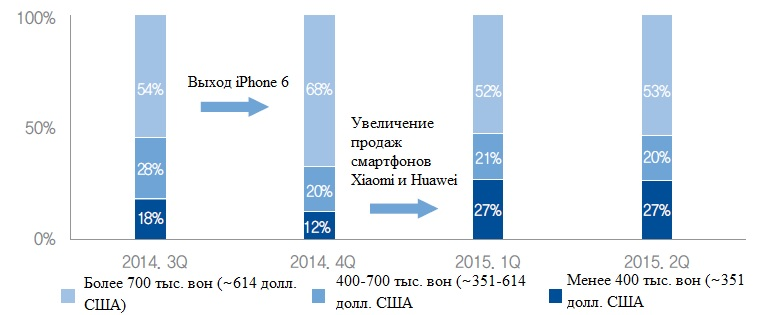 100%
54%
Выход iPhone 6
68%
52%
53%
Увеличение
продаж
смартфонов
Xiaomi и Huawei
50%
28%
20%
21%
20%
18%
12%
27%
27%
0%
2014. 3Q
2014. 4Q
2015. 1Q
2015. 2Q
Более 700 тыс. вон (~614 долл.
США)
400-700 тыс. вон (~351-614
долл. США
Менее 400 тыс. вон (~351
долл. США